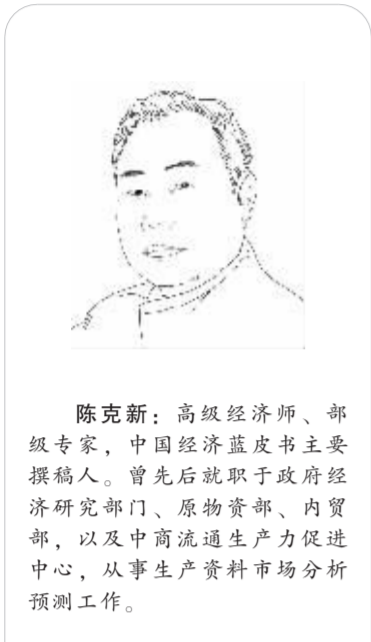 陈克新：高级经济师、部
级专家，中国经济蓝皮书主要
撰稿人。曾先后就职于政府经
济研究部门、原物资部、内贸
部，以及中商流通生产力促进
中心，从事生产资料市场分析
预测工作。